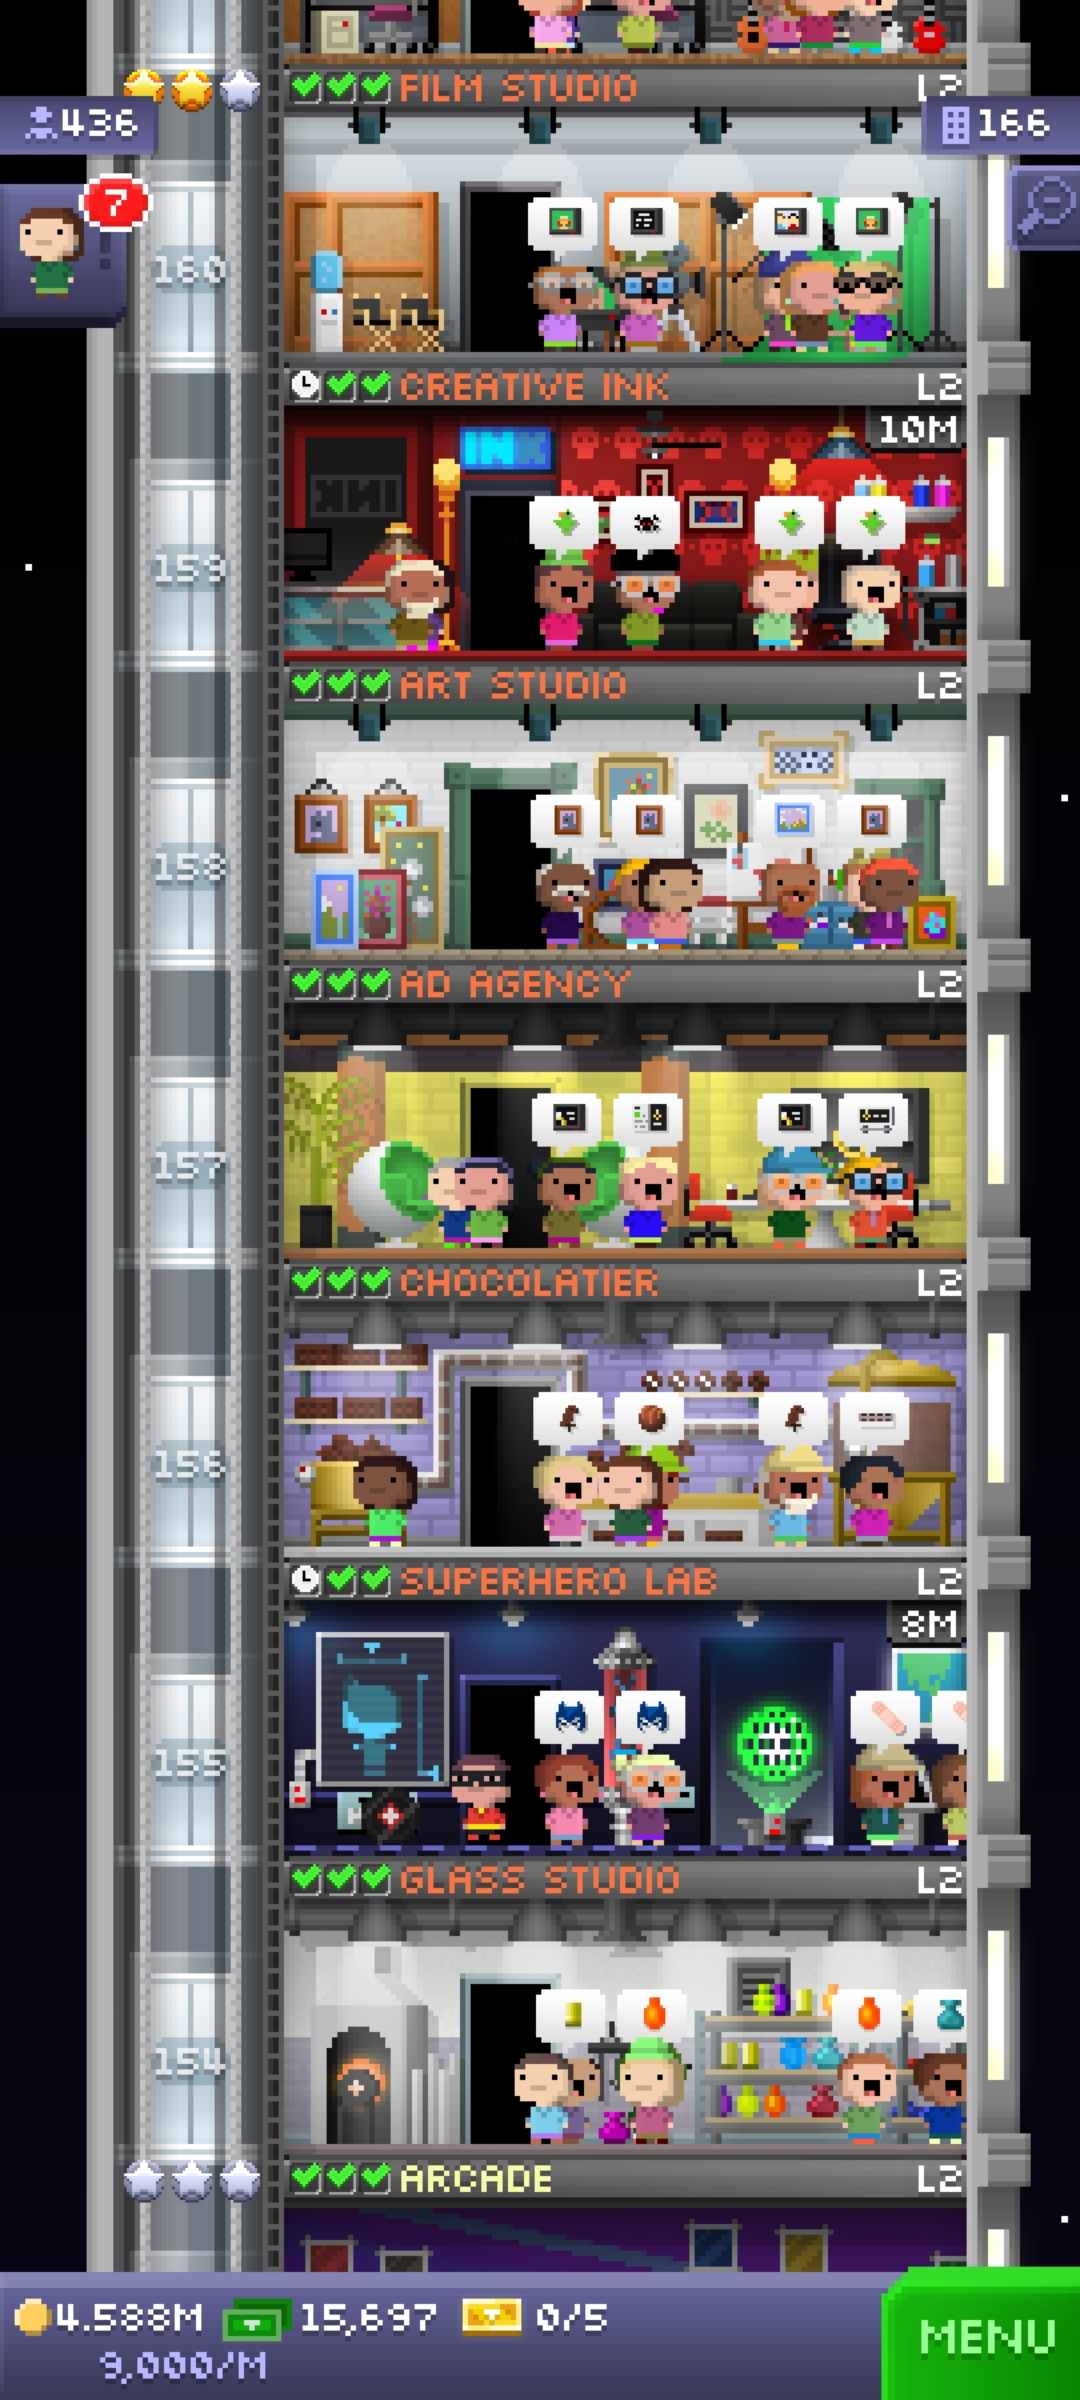 FILM STUDIO L2
436
166
7
160
CREATIVE INK L2
10M
INK
INK
159
ART STUDIO L2
158
AD AGENCY L2
157
CHOCOLATIER L2
156
SUPERHERO LAB L2
8M
155
GLASS STUDIO L2
154
ARCADE L2
4.588M 15,697 0/5
9,000/M
MENU